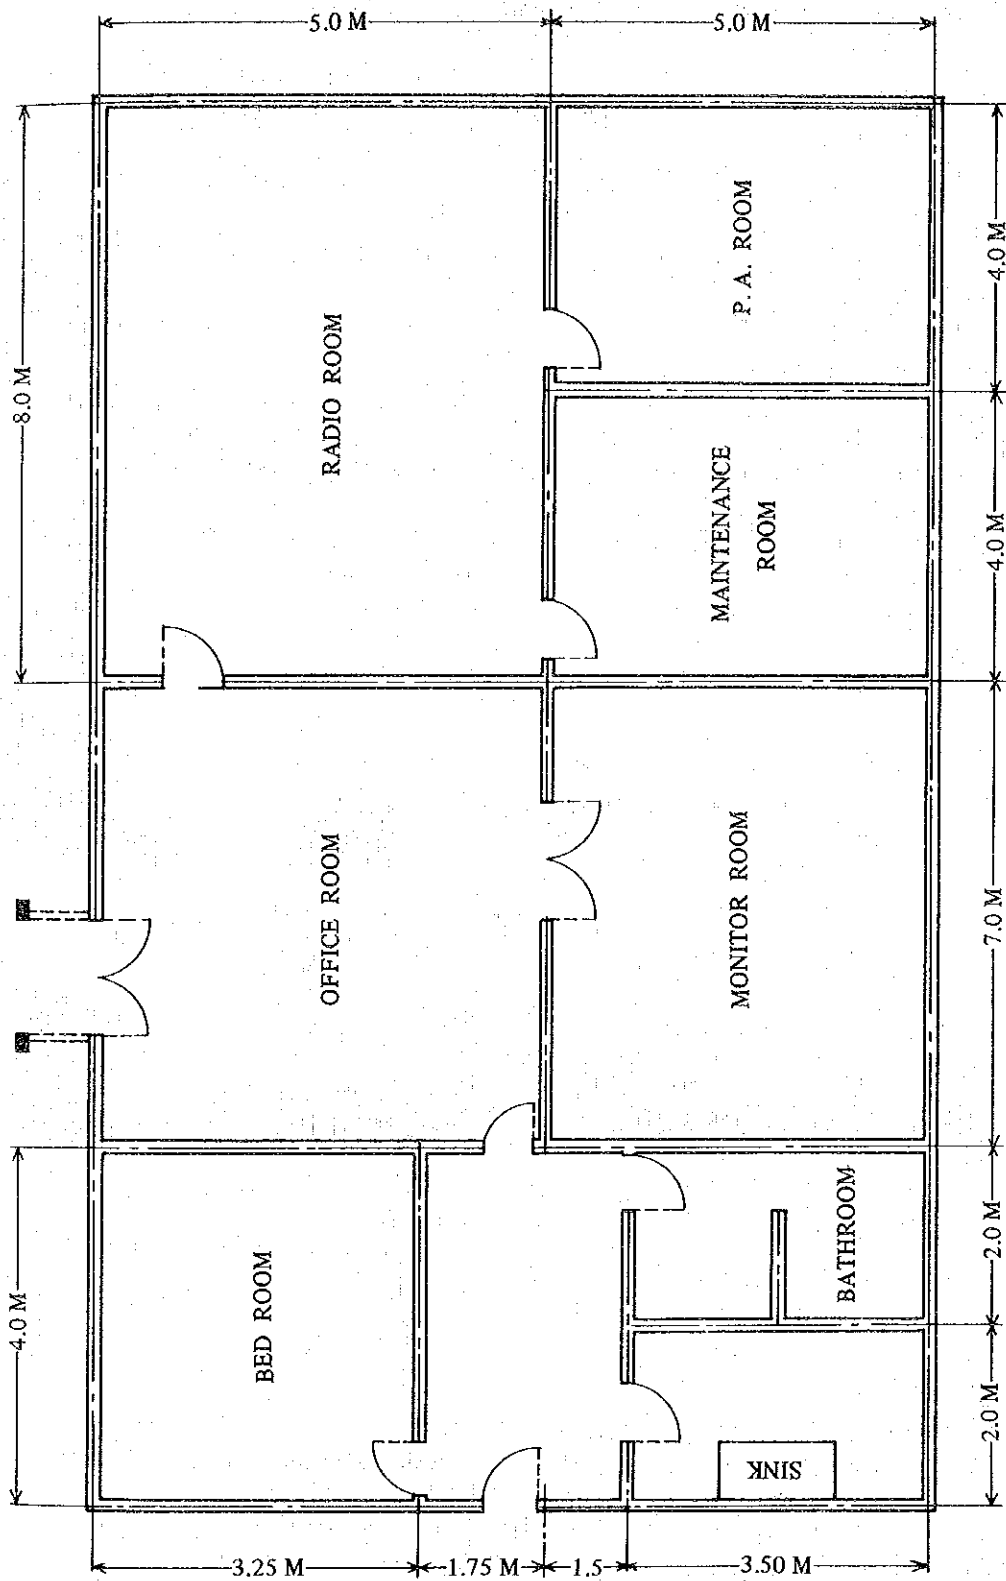 5.0 M
5.0 M
8.0 M
4.0 M
RADIO ROOM
P. A. ROOM
4.0 M
MAINTENANCE
ROOM
OFFICE ROOM
MONITOR ROOM
7.0 M
4.0 M
BED ROOM
BATHROOM
2.0 M
SINK
2.0 M
3.25 M
1.75 M
1.5
3.50 M